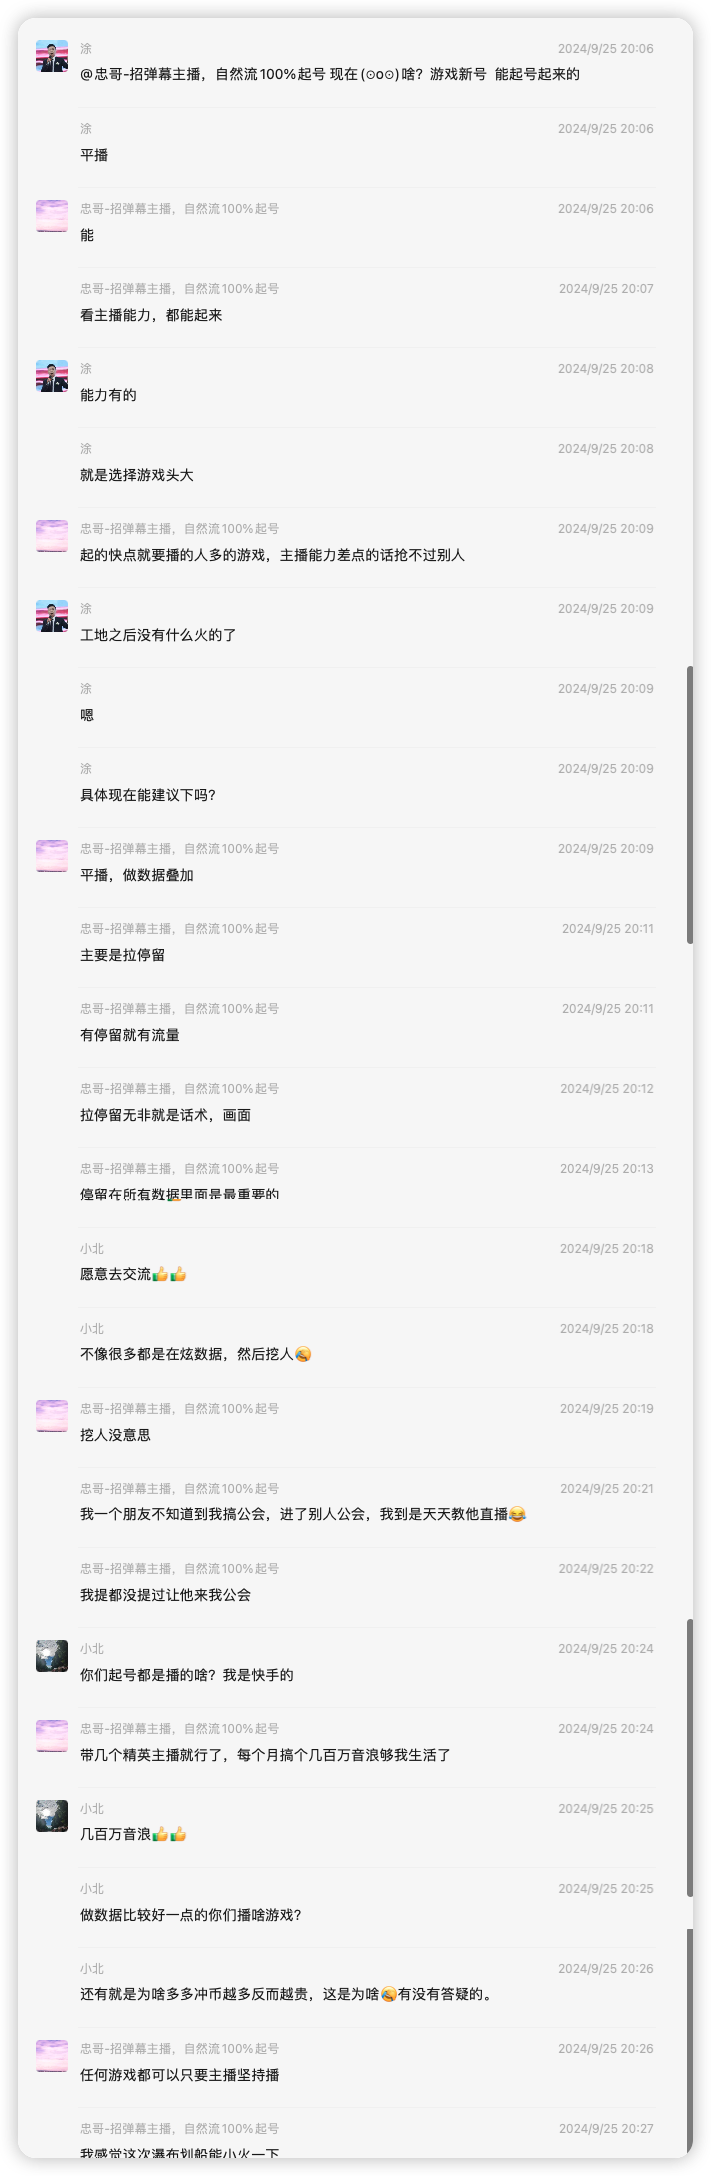 涂 2024/9/25 20:06
@忠哥-招弹幕主播，自然流100%起号 现在(⊙o⊙)啥？游戏新号 能起号起来的
涂 2024/9/25 20:06
平播
忠哥-招弹幕主播，自然流100%起号 2024/9/25 20:06
能
忠哥-招弹幕主播，自然流100%起号 2024/9/25 20:07
看主播能力，都能起来
涂 2024/9/25 20:08
能力有的
涂 2024/9/25 20:08
就是选择游戏头大
忠哥-招弹幕主播，自然流100%起号 2024/9/25 20:09
起的快点就要播的人多的游戏，主播能力差点的话抢不过别人
涂 2024/9/25 20:09
工地之后没有什么火的了
涂 2024/9/25 20:09
嗯
涂 2024/9/25 20:09
具体现在能建议下吗？
忠哥-招弹幕主播，自然流100%起号 2024/9/25 20:09
平播，做数据叠加
忠哥-招弹幕主播，自然流100%起号 2024/9/25 20:11
主要是拉停留
忠哥-招弹幕主播，自然流100%起号 2024/9/25 20:11
有停留就有流量
忠哥-招弹幕主播，自然流100%起号 2024/9/25 20:12
拉停留无非就是话术，画面
忠哥-招弹幕主播，自然流100%起号 2024/9/25 20:13
停留在所有数据里面是最重要的
小北 2024/9/25 20:18
愿意去交流👍👍
小北 2024/9/25 20:18
不像很多都是在炫数据，然后挖人🤣
忠哥-招弹幕主播，自然流100%起号 2024/9/25 20:19
挖人没意思
忠哥-招弹幕主播，自然流100%起号 2024/9/25 20:21
我一个朋友不知道到我搞公会，进了别人公会，我到是天天教他直播😂
忠哥-招弹幕主播，自然流100%起号 2024/9/25 20:22
我提都没提过让他来我公会
小北 2024/9/25 20:24
你们起号都是播的啥？我是快手的
忠哥-招弹幕主播，自然流100%起号 2024/9/25 20:24
带几个精英主播就行了，每个月搞个几百万音浪够我生活了
小北 2024/9/25 20:25
几百万音浪👍👍
小北 2024/9/25 20:25
做数据比较好一点的你们播啥游戏？
小北 2024/9/25 20:26
还有就是为啥多多冲币越多反而越贵，这是为啥🤣有没有答疑的。
忠哥-招弹幕主播，自然流100%起号 2024/9/25 20:26
任何游戏都可以只要主播坚持播
忠哥-招弹幕主播，自然流100%起号 2024/9/25 20:27
我感觉这次瀑布划船能小火一下